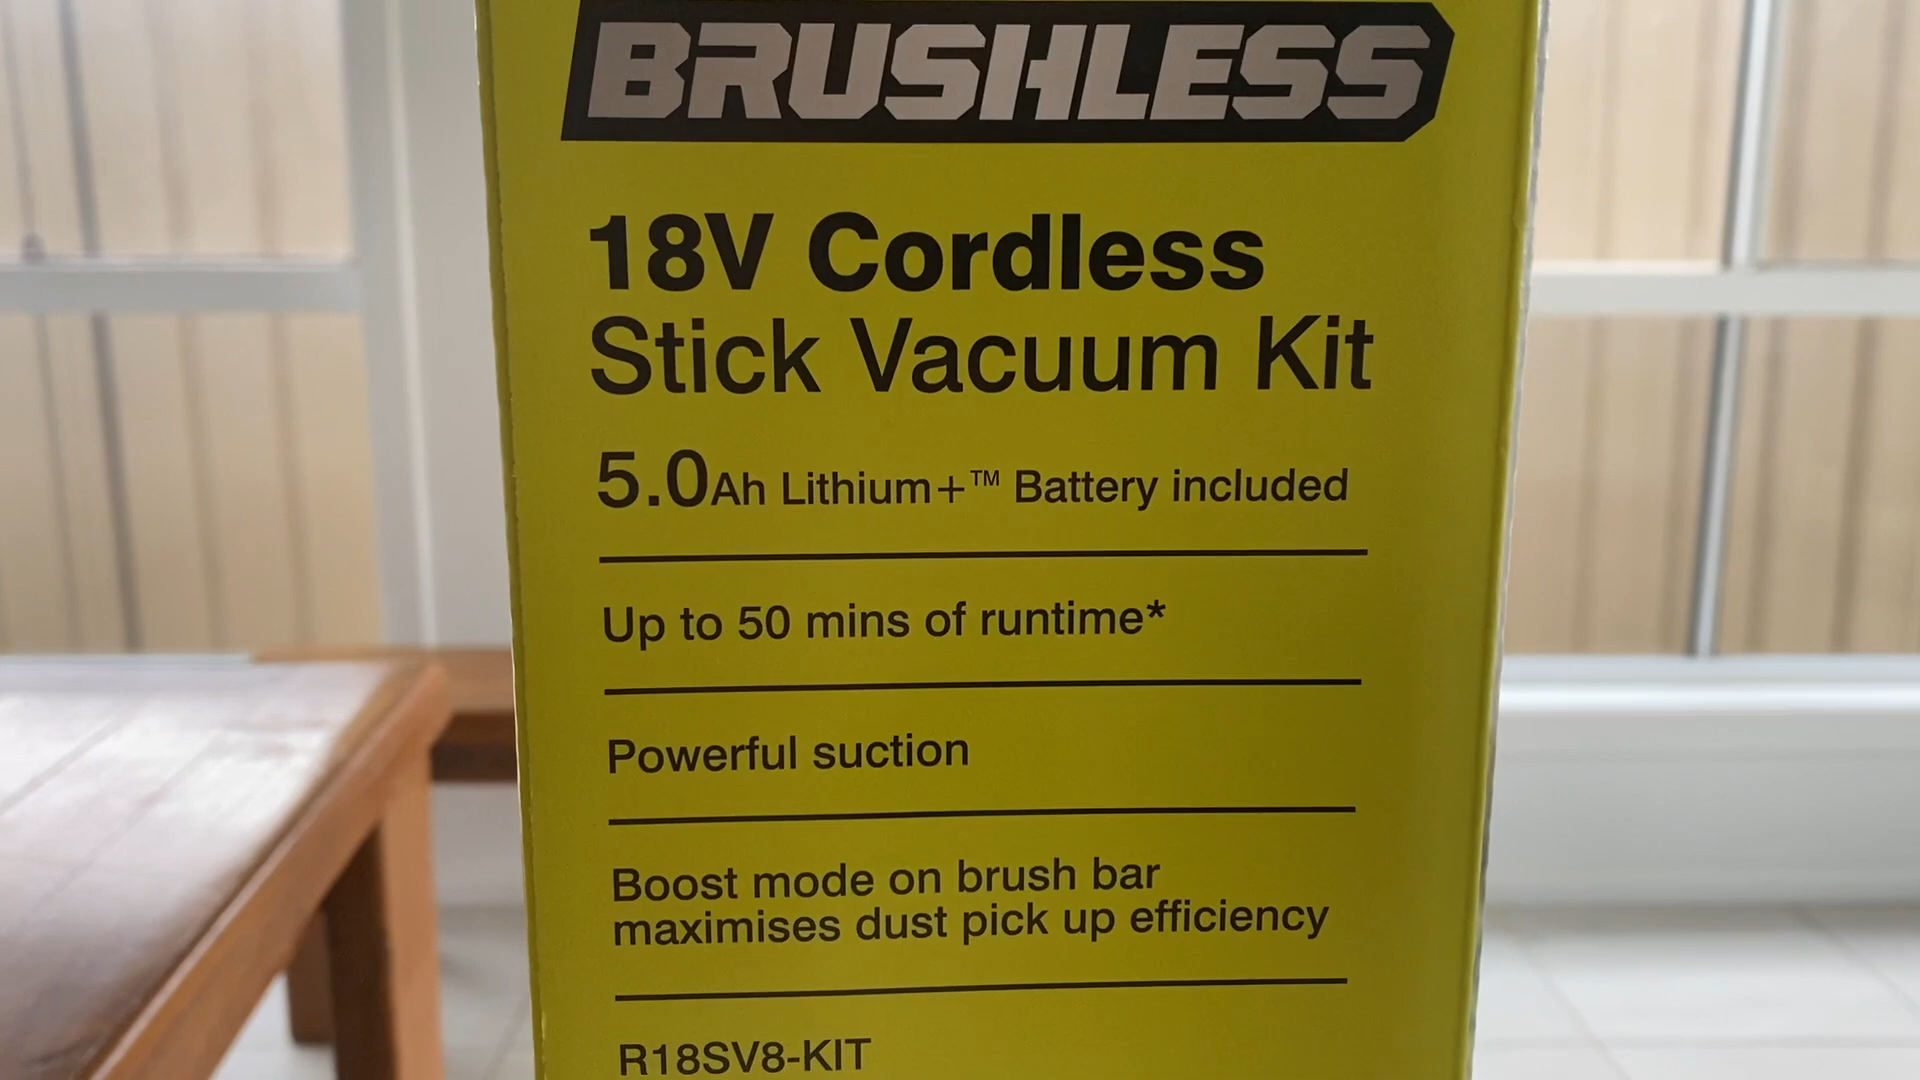 BRUSHLESS
18V Cordless
Stick Vacuum Kit
5.0Ah Lithium+™ Battery included
Up to 50 mins of runtime*
Powerful suction
Boost mode on brush bar
maximises dust pick up efficiency
R18SV8-KIT